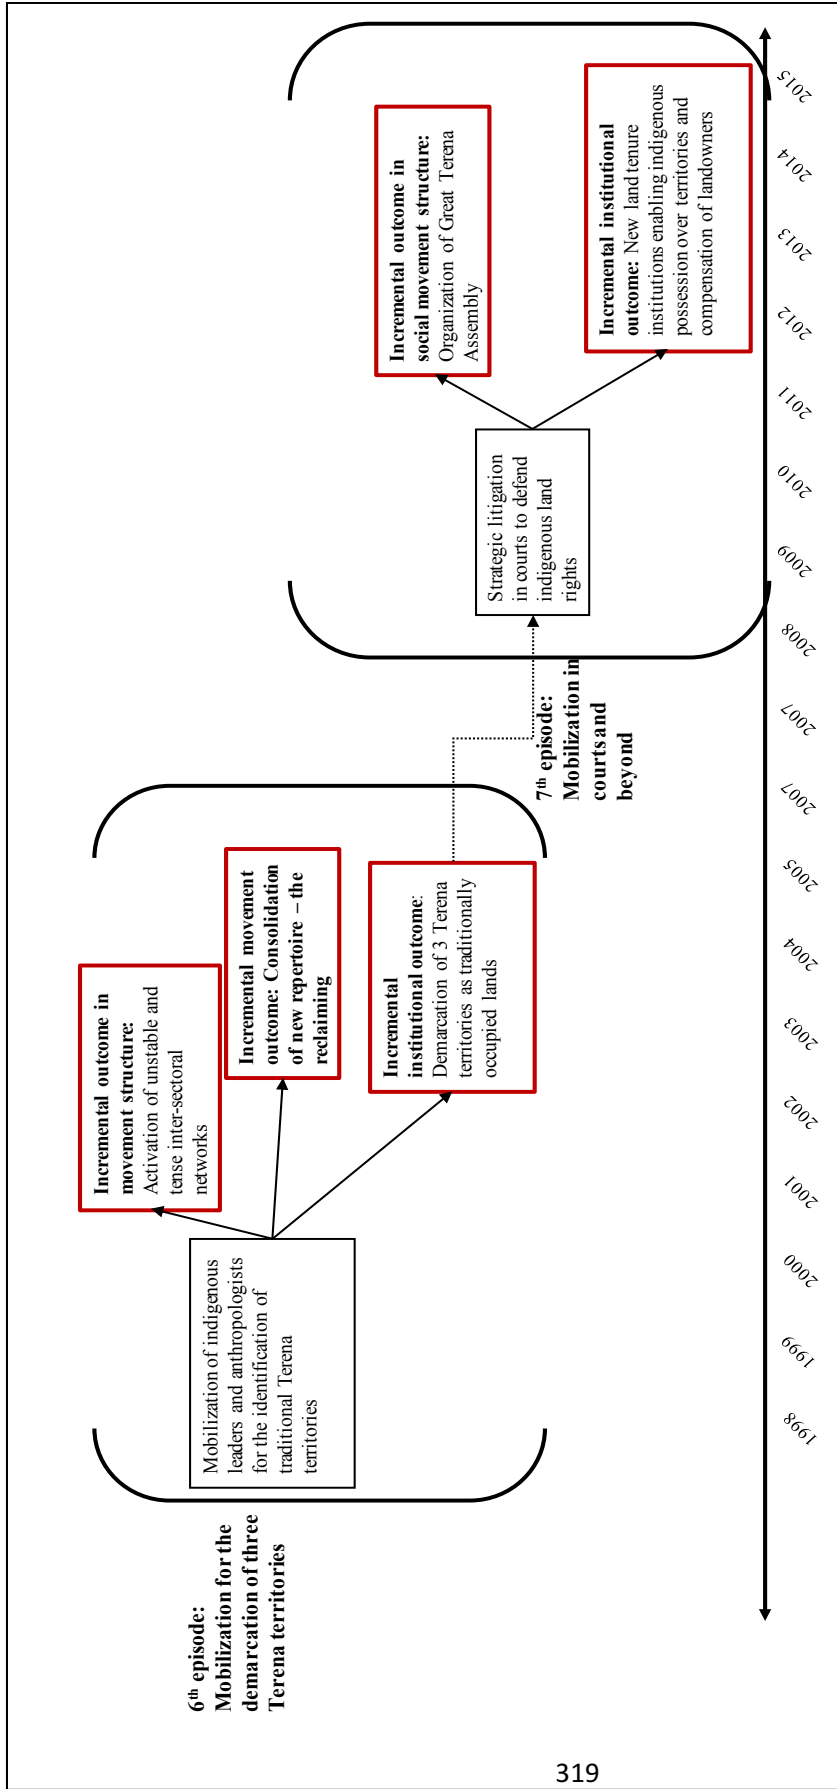 6th episode:
Mobilization for the
demarcation of three
Terena territories
Mobilization of indigenous
leaders and anthropologists
for the identification of
traditional Terena
territories
Incremental outcome in
movement structure:
Activation of unstable and
tense inter-sectoral
networks
Incremental movement
outcome: Consolidation
of new repertoire – the
reclaiming
Incremental
institutional outcome:
Demarcation of 3 Terena
territories as traditionally
occupied lands
7th episode:
Mobilization in
courts and
beyond
Strategic litigation
in courts to defend
indigenous land
rights
Incremental outcome in
social movement structure:
Organization of Great Terena
Assembly
Incremental institutional
outcome: New land tenure
institutions enabling indigenous
possession over territories and
compensation of landowners
1998
1999
2000
2001
2002
2003
2004
2005
2007
2007
2008
2009
2010
2011
2012
2013
2014
2015
319